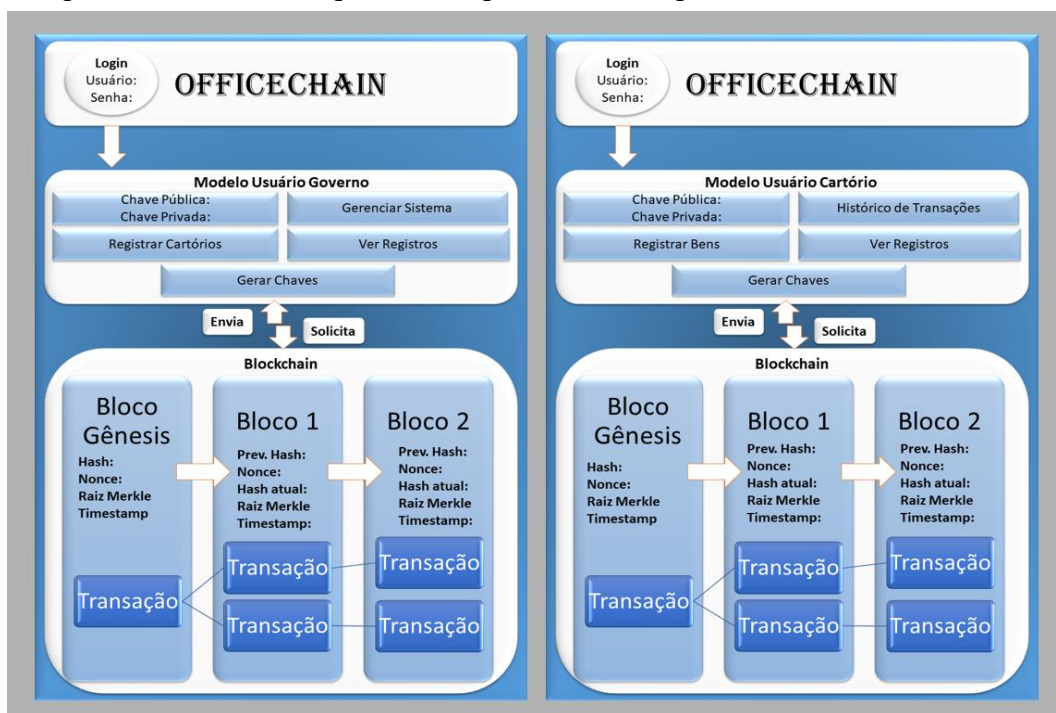 Login
Usuário:
Senha:
OFFICECHAIN
Modelo Usuário Governo
Chave Pública:
Chave Privada:
Gerenciar Sistema
Registrar Cartórios
Ver Registros
Gerar Chaves
Envia
Solicita
Blockchain
Bloco
Gênesis
Hash:
Nonce:
Raiz Merkle
Timestamp
Transação
Bloco 1
Prev. Hash:
Nonce:
Hash atual:
Raiz Merkle
Timestamp:
Transação
Transação
Bloco 2
Prev. Hash:
Nonce:
Hash atual:
Raiz Merkle
Timestamp:
Transação
Transação
Login
Usuário:
Senha:
OFFICECHAIN
Modelo Usuário Cartório
Chave Pública:
Chave Privada:
Histórico de Transações
Registrar Bens
Ver Registros
Gerar Chaves
Envia
Solicita
Blockchain
Bloco
Gênesis
Hash:
Nonce:
Raiz Merkle
Timestamp
Transação
Bloco 1
Prev. Hash:
Nonce:
Hash atual:
Raiz Merkle
Timestamp:
Transação
Transação
Bloco 2
Prev. Hash:
Nonce:
Hash atual:
Raiz Merkle
Timestamp:
Transação
Transação